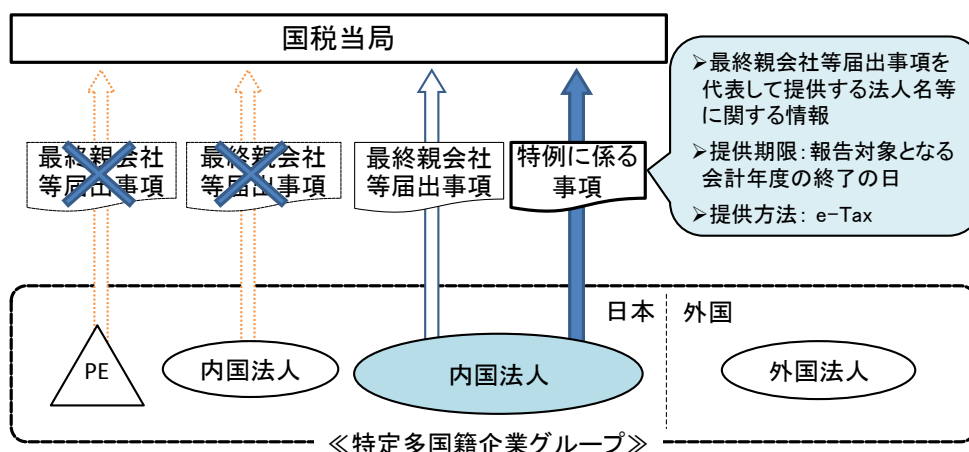 国税当局
➢最終親会社等届出事項を
代表して提供する法人名等
に関する情報
➢提供期限：報告対象となる
会計年度の終了の日
➢提供方法： e-Tax
最終親会社
等届出事項
最終親会社
等届出事項
最終親会社
等届出事項
特例に係る
事項
日本
外国
PE
内国法人
内国法人
外国法人
≪特定多国籍企業グループ≫